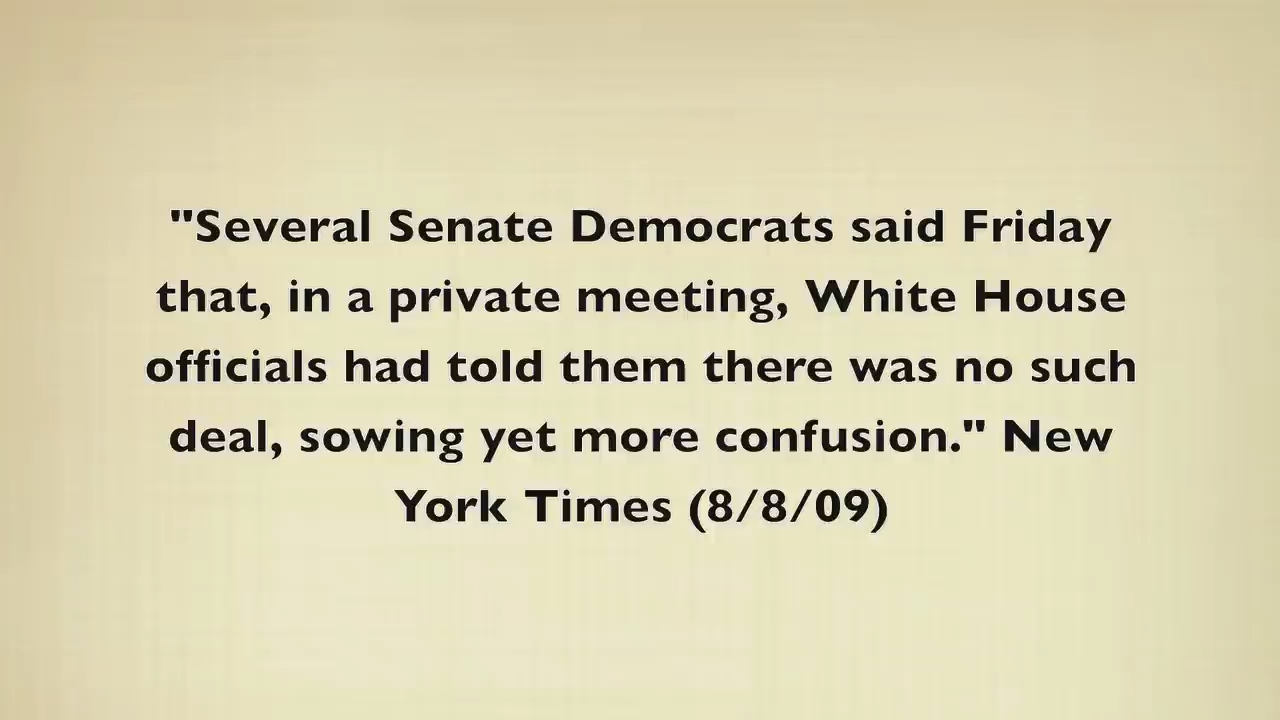 "Several Senate Democrats said Friday
that, in a private meeting, White House
officials had told them there was no such
deal, sowing yet more confusion." New
York Times (8/8/09)